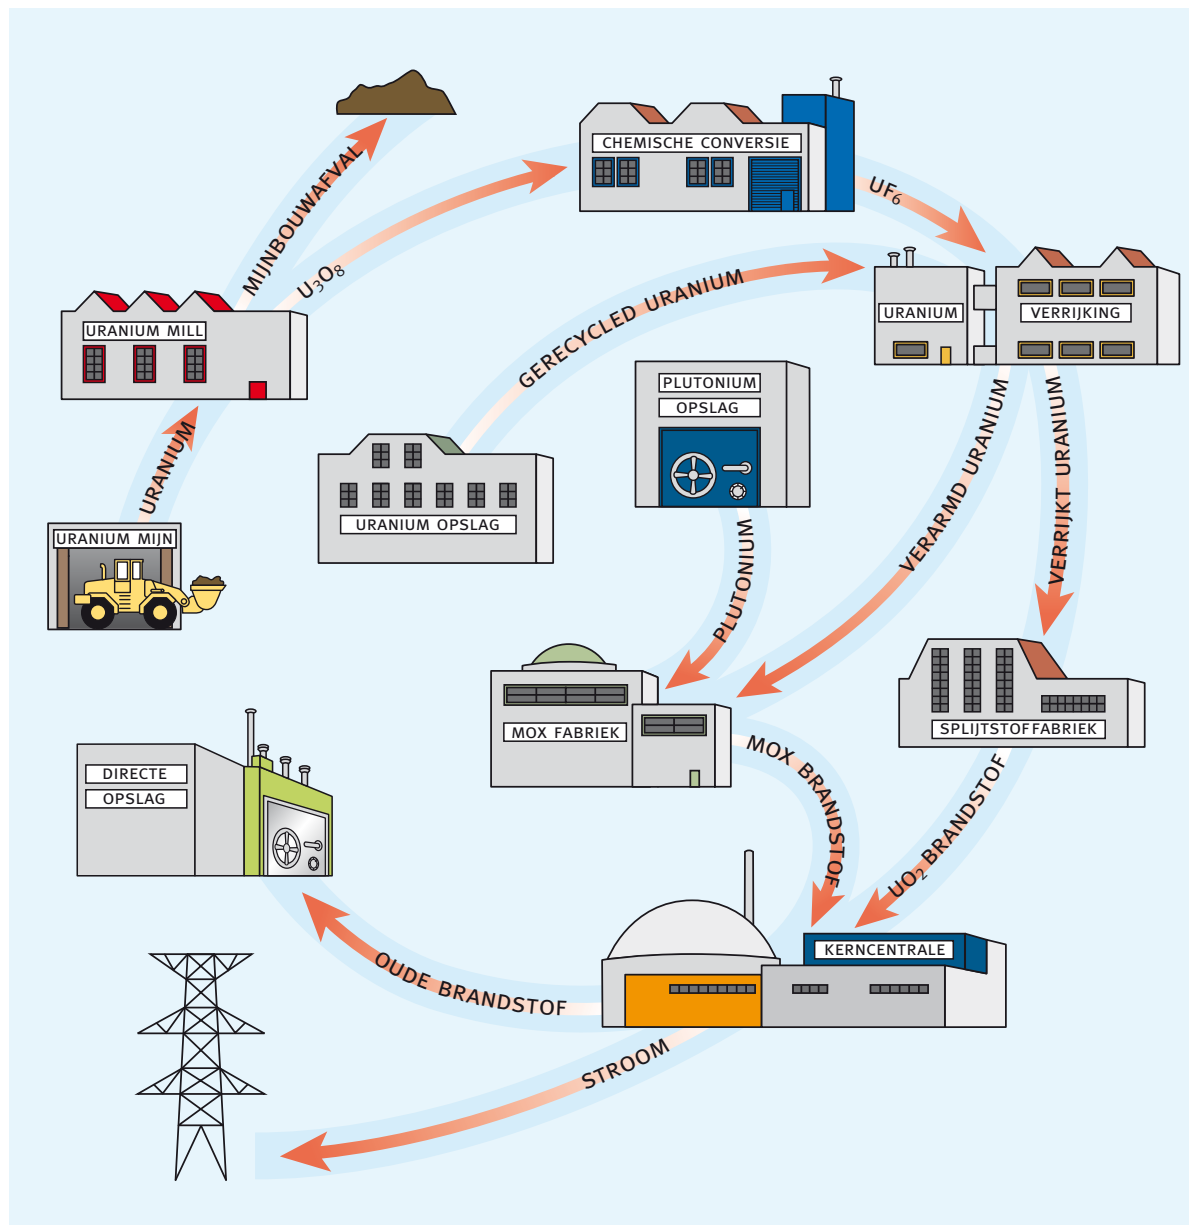 CHEMISCHE CONVERSIE
MIJNBOUWAFVAL
U₃O₈
UF₆
URANIUM MILL
GERECYCLED URANIUM
URANIUM
VERRIJKING
URANIUM
PLUTONIUM
OPSLAG
VERARMD URANIUM
VERRIJKT URANIUM
URANIUM OPSLAG
URANIUM MIJN
PLUTONIUM
MOX FABRIEK
SPLIJTSTOFFABRIEK
MOX BRANDSTOF
UO₂ BRANDSTOF
DIRECTE
OPSLAG
KERNCENTRALE
OUDE BRANDSTOF
STROOM